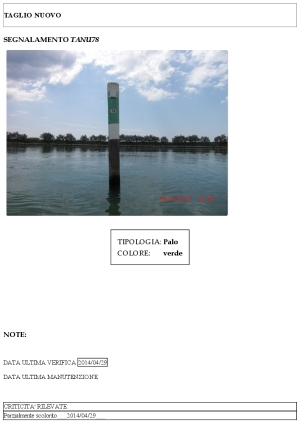 TAGLIO NUOVO
SEGNALAMENTO TANU78
TIPOLOGIA: Palo
COLORE: verde
NOTE:
DATA ULTIMA VERIFICA 2014/04/29
DATA ULTIMA MANUTENZIONE
CRITICITA' RILEVATE
Parzialmente scolorito 2014/04/29